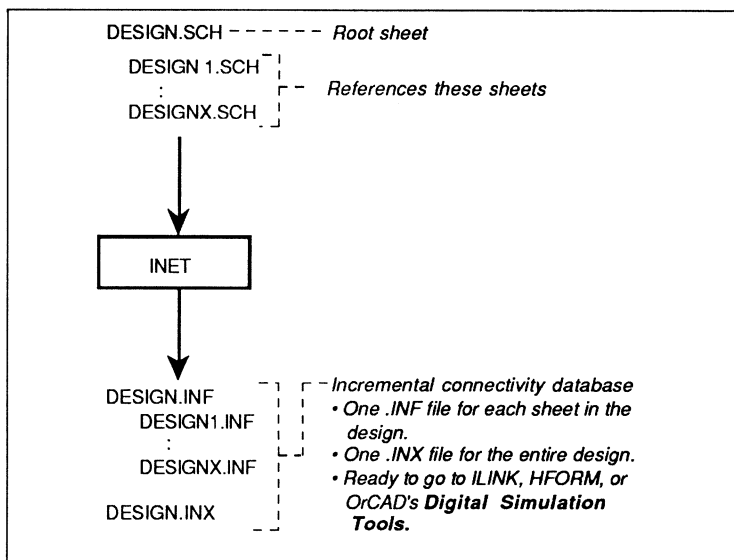 DESIGN.SCH Root sheet
DESIGN 1.SCH
: References these sheets
DESIGNX.SCH
INET
DESIGN.INF Incremental connectivity database
DESIGN1.INF • One .INF file for each sheet in the
: design.
DESIGNX.INF • One .INX file for the entire design.
• Ready to go to ILINK, HFORM, or
DESIGN.INX OrCAD's Digital Simulation
Tools.